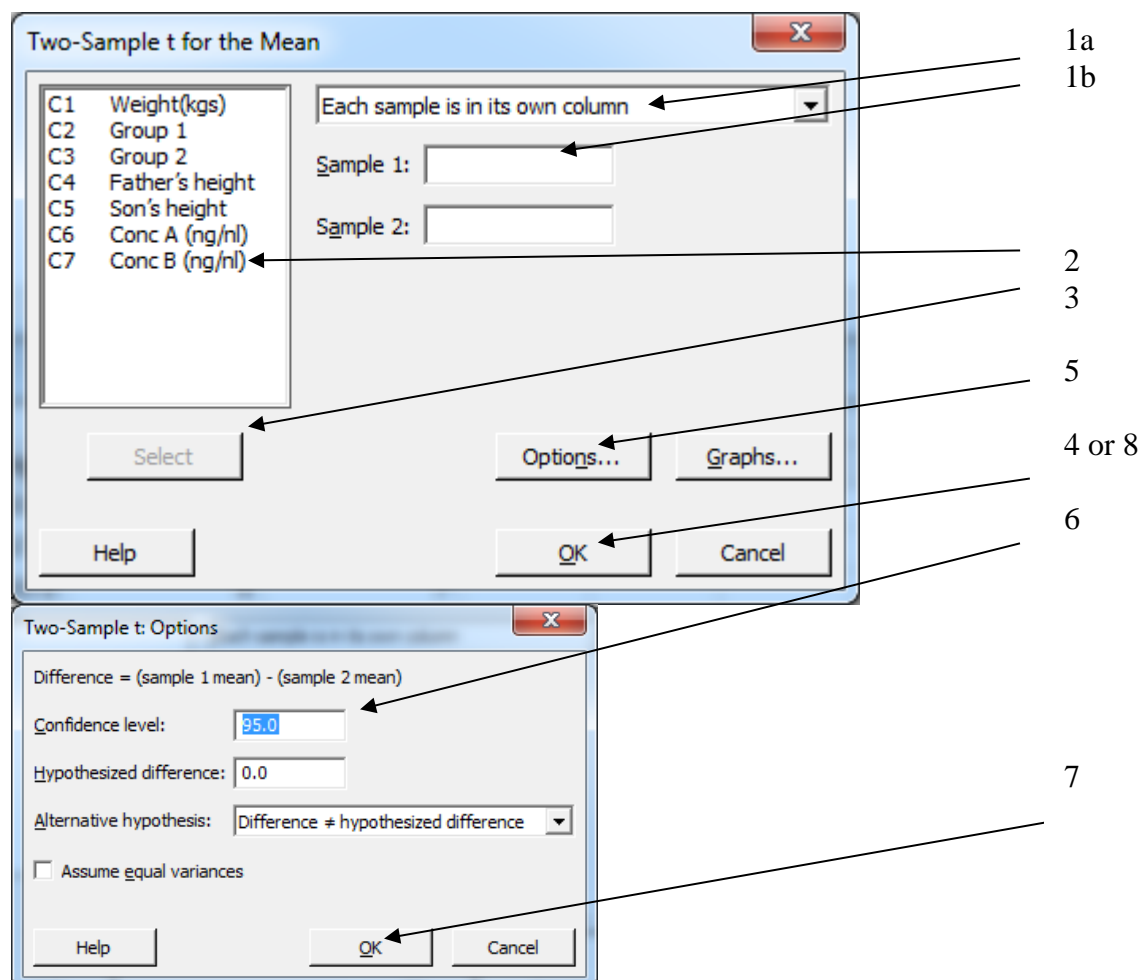 Two-Sample t for the Mean
1a
1b
C1 Weight(kgs)
C2 Group 1
C3 Group 2
C4 Father's height
C5 Son's height
C6 Conc A (ng/nl)
C7 Conc B (ng/nl)
Each sample is in its own column
Sample 1:
Sample 2:
2
3
5
Select
Options...
Graphs...
4 or 8
6
Help
OK
Cancel
Two-Sample t: Options
Difference = (sample 1 mean) - (sample 2 mean)
Confidence level: 95.0
Hypothesized difference: 0.0
7
Alternative hypothesis: Difference ≠ hypothesized difference
Assume equal variances
Help
OK
Cancel